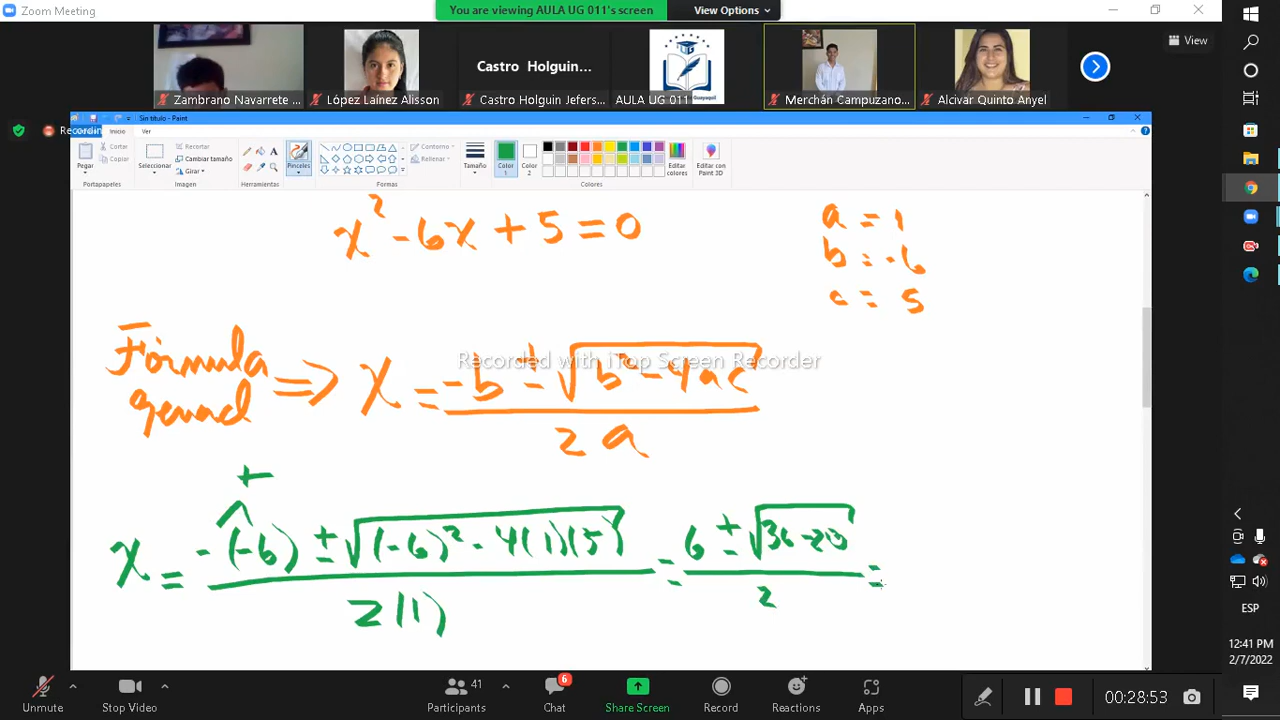 Zoom Meeting
You are viewing AULA UG 011's screen
View Options
View
Zambrano Navarrete ...
López Laínez Alisson
Castro Holguin...
Castro Holguin Jefers...
AULA UG 011
Merchán Campuzano...
Alcivar Quinto Anyel
Recordin
Sin título - Paint
Inicio
Ver
Pegar
Cortar
Copiar
Portapapeles
Seleccionar
Recortar
Cambiar tamaño
Girar
Imagen
Herramientas
Pinceles
Contorno
Rellenar
Formas
Tamaño
Color 1
Color 2
Editar colores
Editar con Paint 3D
Colores
x² - 6x + 5 = 0
a = 1
b = -6
c = 5
Recorded with iTop Screen Recorder
Fórmula general ⇒ x = (-b ± √(b² - 4ac)) / 2a
+
x = (-(-6) ± √((-6)² - 4(1)(5))) / 2(1) = (6 ± √(36-20)) / 2 =
ESP
12:41 PM
2/7/2022
Unmute
Stop Video
41
Participants
6
Chat
Share Screen
Record
Reactions
Apps
00:28:53